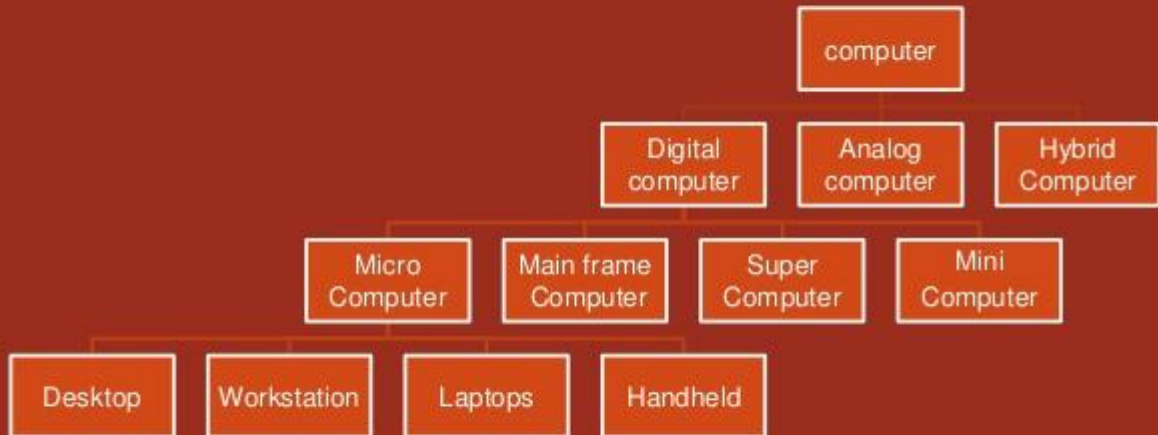 computer
Digital
computer
Analog
computer
Hybrid
Computer
Micro
Computer
Main frame
Computer
Super
Computer
Mini
Computer
Desktop
Workstation
Laptops
Handheld